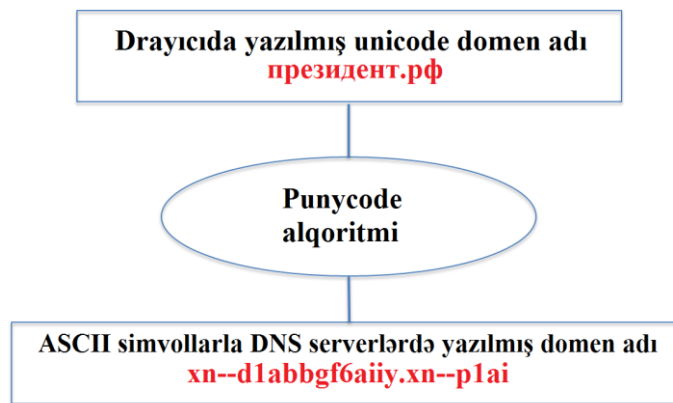 Drayıcıda yazılmış unicode domen adı
президент.рф
Punycode
alqoritmi
ASCII simvollarla DNS serverlərdə yazılmış domen adı
xn--d1abbgf6aiiy.xn--p1ai